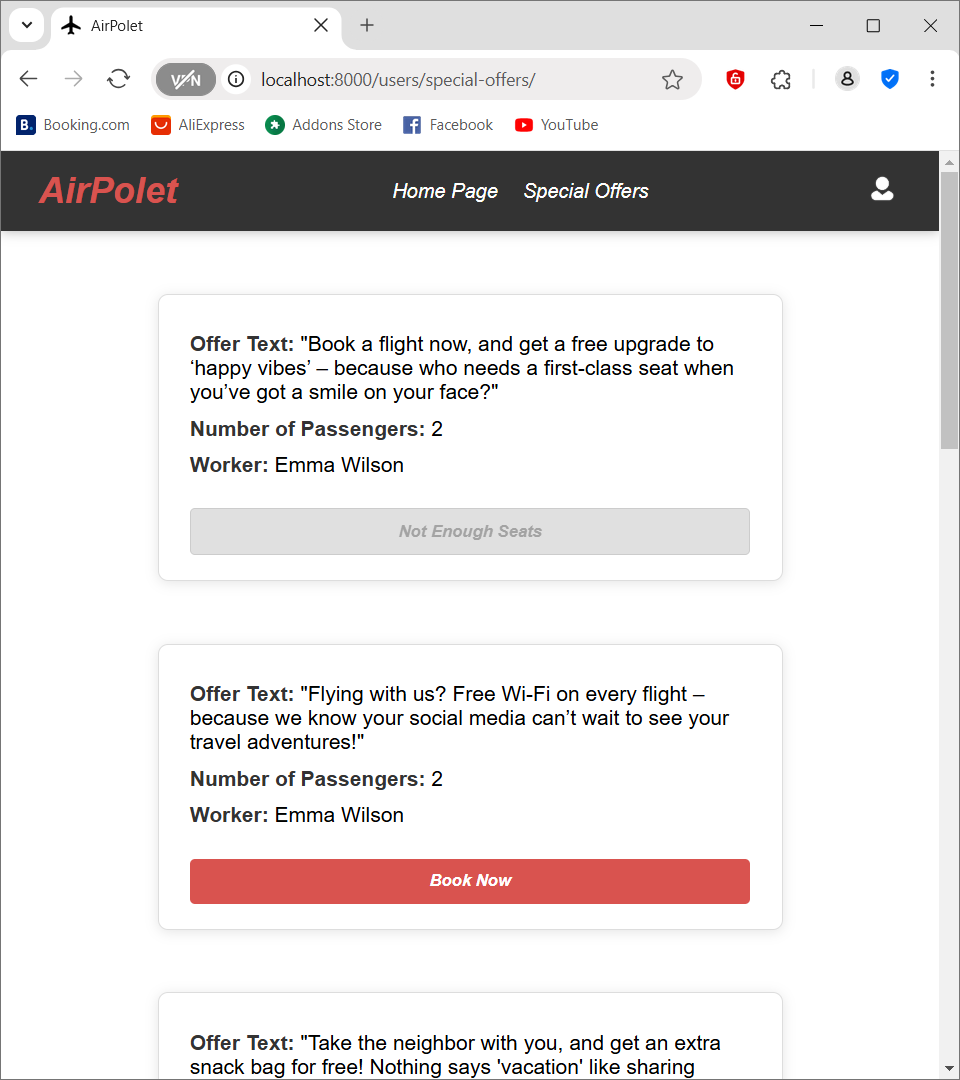 AirPolet
VPN
localhost:8000/users/special-offers/
B. Booking.com AliExpress Addons Store Facebook YouTube
AirPolet Home Page Special Offers
Offer Text: "Book a flight now, and get a free upgrade to
‘happy vibes’ – because who needs a first-class seat when
you’ve got a smile on your face?"
Number of Passengers: 2
Worker: Emma Wilson
Not Enough Seats
Offer Text: "Flying with us? Free Wi-Fi on every flight –
because we know your social media can’t wait to see your
travel adventures!"
Number of Passengers: 2
Worker: Emma Wilson
Book Now
Offer Text: "Take the neighbor with you, and get an extra
snack bag for free! Nothing says 'vacation' like sharing